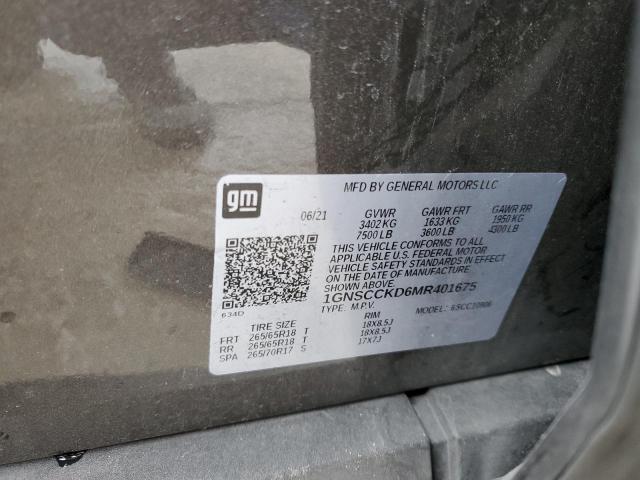 gm
MFD BY GENERAL MOTORS LLC
06/21 GVWR GAWR FRT GAWR RR
3402 KG 1633 KG 1950 KG
7500 LB 3600 LB 4300 LB
THIS VEHICLE CONFORMS TO ALL
APPLICABLE U.S. FEDERAL MOTOR
VEHICLE SAFETY STANDARDS IN EFFECT
ON THE DATE OF MANUFACTURE
SHOWN ABOVE.
1GNSCCKD6MR401675
TYPE: M.P.V. MODEL: 6SCC10906
634D
TIRE SIZE RIM
FRT 265/65R18 T 18X8.5J
RR 265/65R18 T 18X8.5J
SPA 265/70R17 S 17X7J